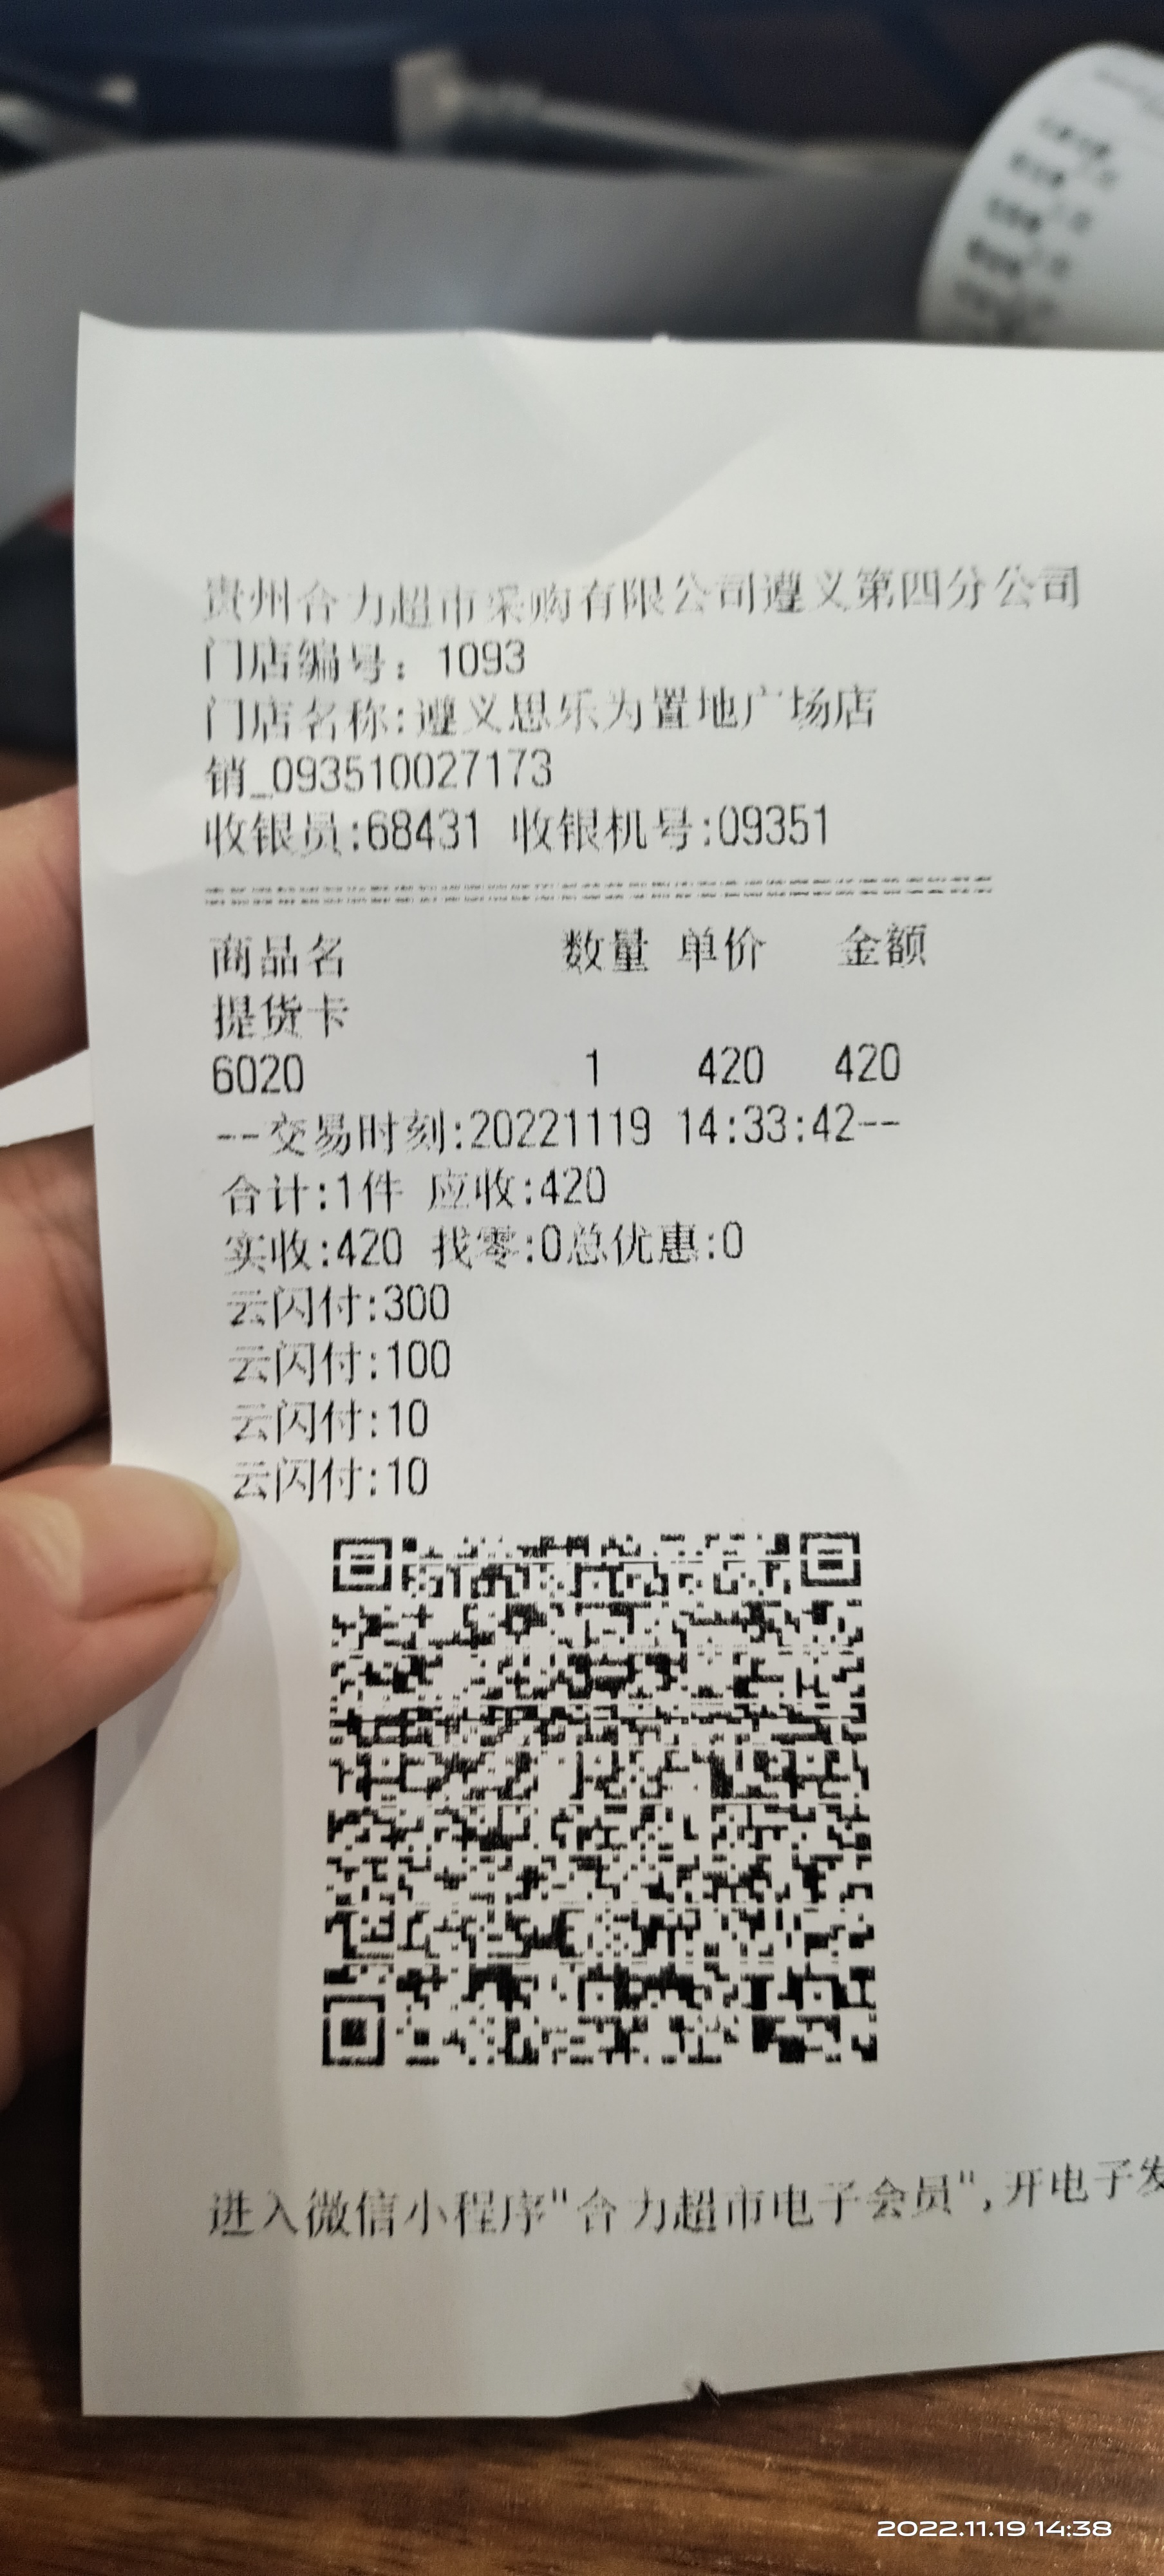 贵州合力超市采购有限公司遵义第四分公司
门店编号：1093
门店名称:遵义思乐为置地广场店
销_093510027173
收银员:68431 收银机号:09351
商品名 数量 单价 金额
提货卡
6020 1 420 420
--交易时刻:20221119 14:33:42--
合计:1件 应收:420
实收:420 找零:0总优惠:0
云闪付:300
云闪付:100
云闪付:10
云闪付:10
进入微信小程序"合力超市电子会员",开电子发
2022.11.19 14:38